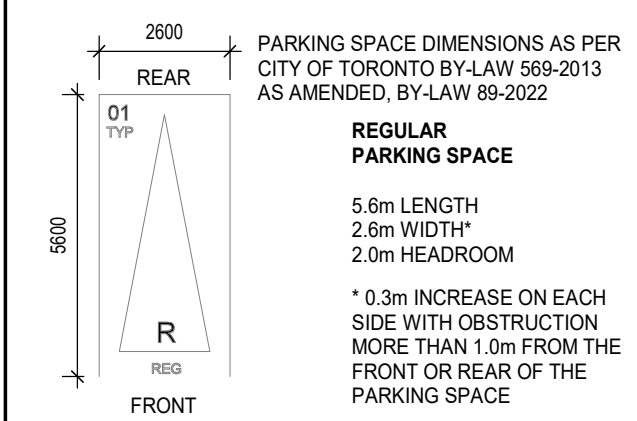 2600
PARKING SPACE DIMENSIONS AS PER
CITY OF TORONTO BY-LAW 569-2013
AS AMENDED, BY-LAW 89-2022
REAR
01
TYP
5600
R
REG
FRONT
REGULAR
PARKING SPACE
5.6m LENGTH
2.6m WIDTH*
2.0m HEADROOM
* 0.3m INCREASE ON EACH
SIDE WITH OBSTRUCTION
MORE THAN 1.0m FROM THE
FRONT OR REAR OF THE
PARKING SPACE